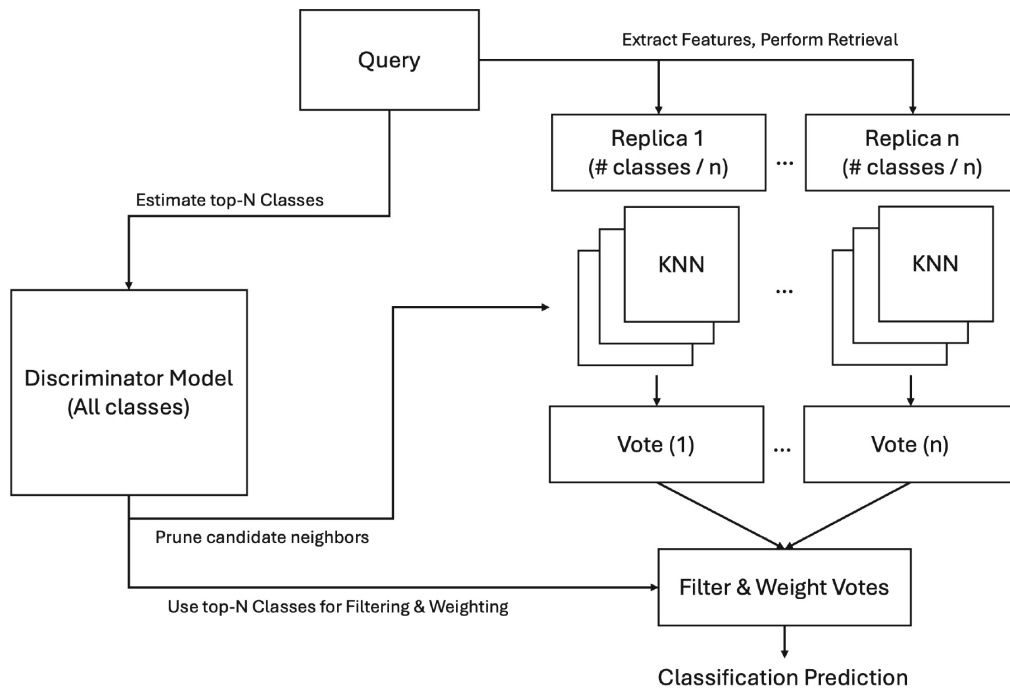 Query
Extract Features, Perform Retrieval
Replica 1
(# classes / n)
...
Replica n
(# classes / n)
Estimate top-N Classes
KNN
...
KNN
Discriminator Model
(All classes)
Vote (1)
...
Vote (n)
Prune candidate neighbors
Filter & Weight Votes
Use top-N Classes for Filtering & Weighting
Classification Prediction